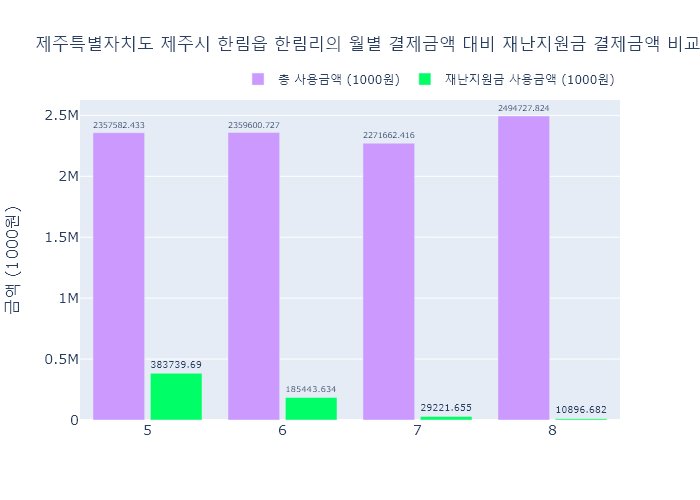 제주특별자치도 제주시 한림읍 한림리의 월별 결제금액 대비 재난지원금 결제금액 비교
총 사용금액 (1000원) 재난지원금 사용금액 (1000원)
금액 (1000원)
2.5M
2M
1.5M
1M
0.5M
0
2357582.433
383739.69
2359600.727
185443.634
2271662.416
29221.655
2494727.824
10896.682
5 6 7 8